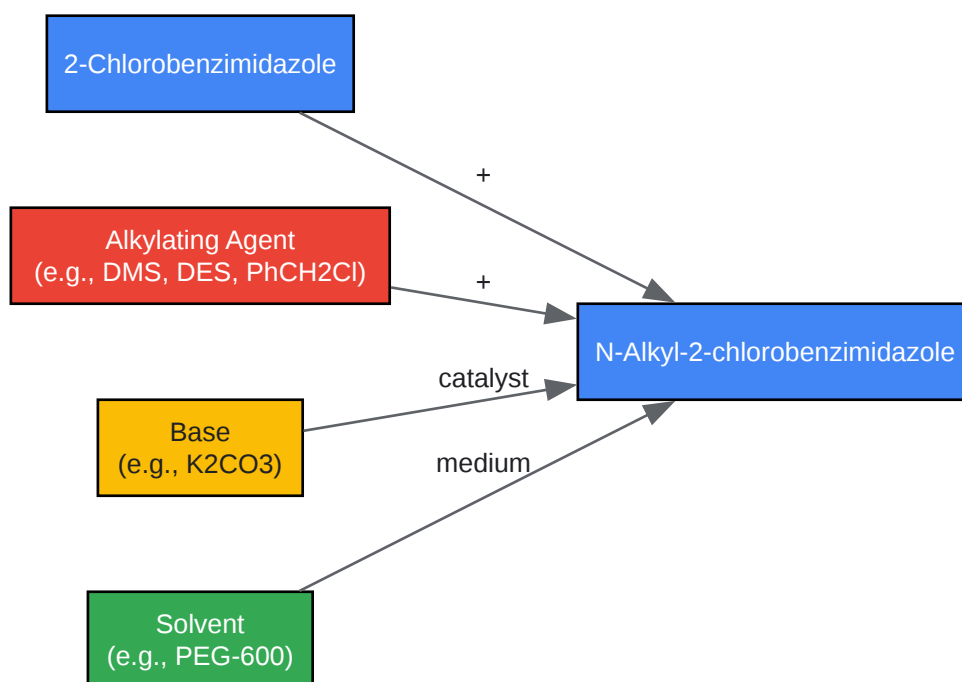 2-Chlorobenzimidazole
+
Alkylating Agent
(e.g., DMS, DES, PhCH2Cl)
+
N-Alkyl-2-chlorobenzimidazole
catalyst
Base
(e.g., K2CO3)
medium
Solvent
(e.g., PEG-600)